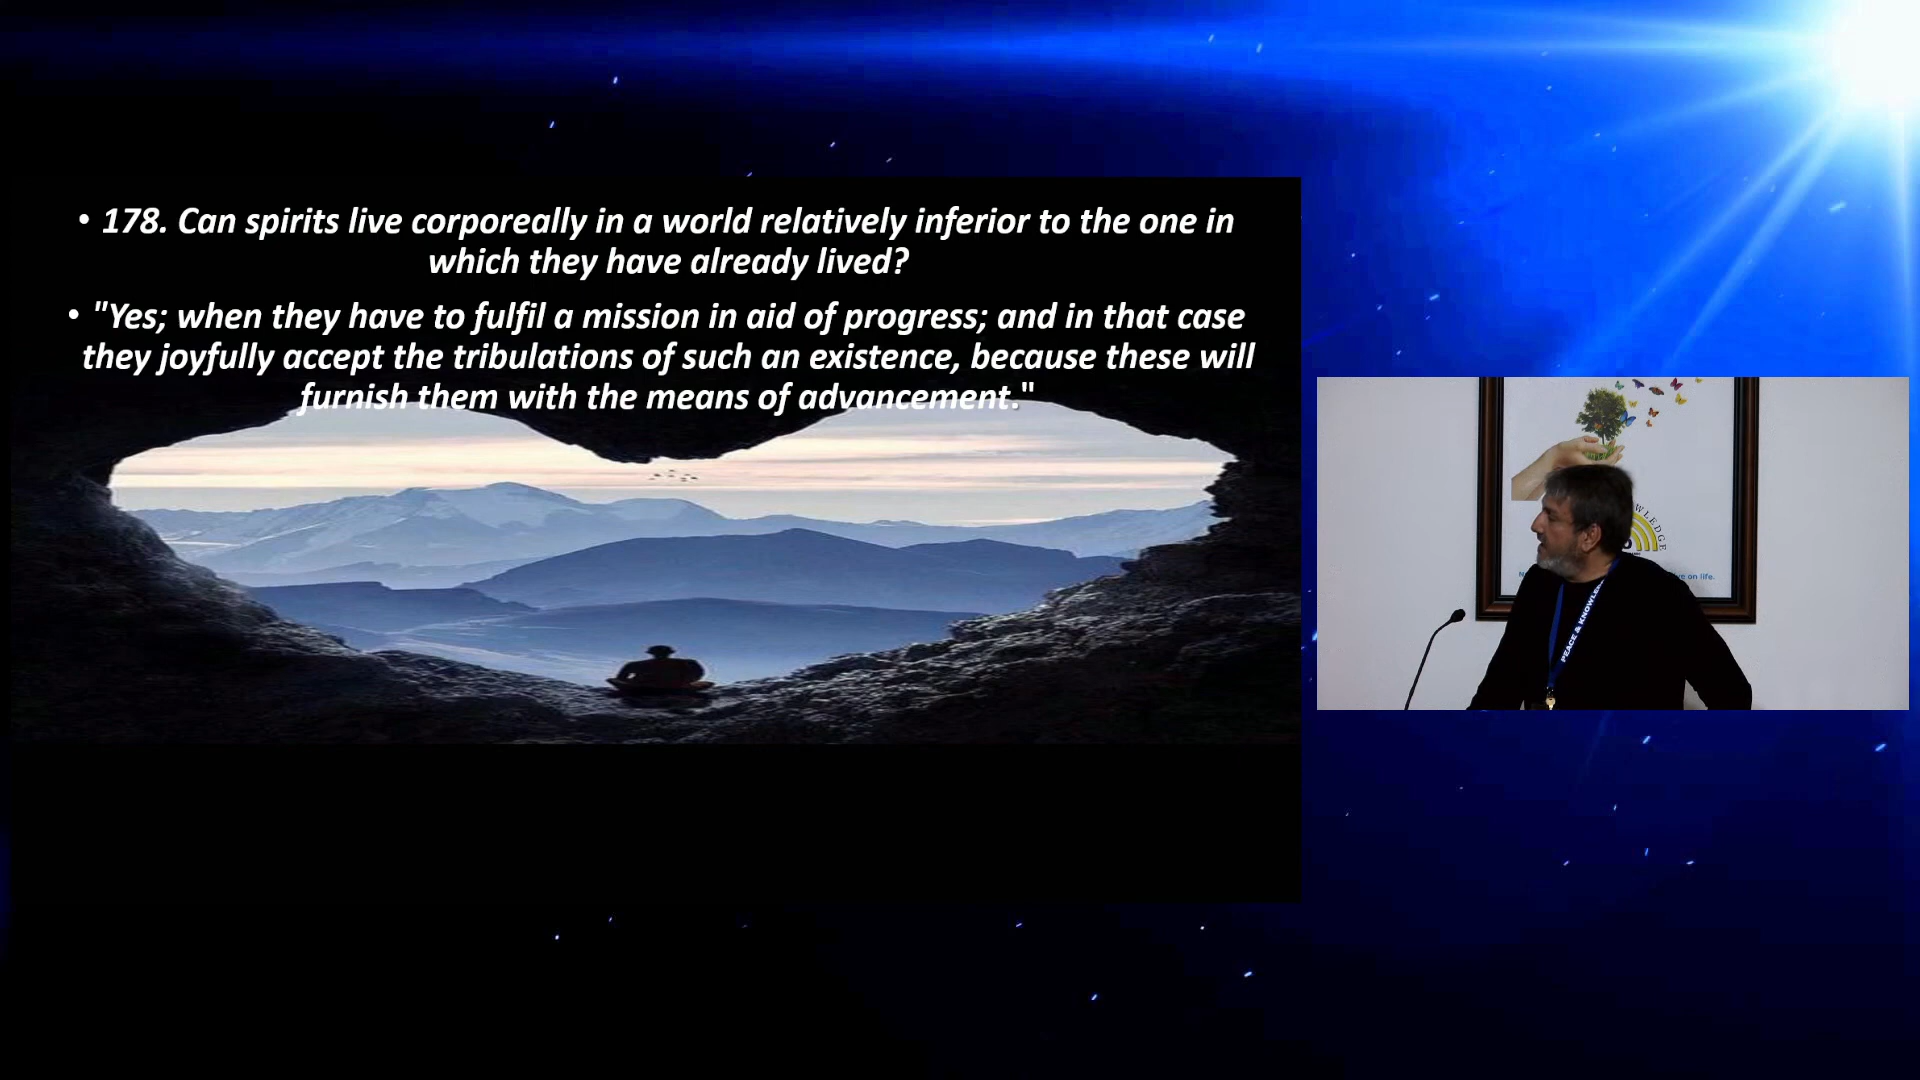 • 178. Can spirits live corporeally in a world relatively inferior to the one in
which they have already lived?
• "Yes; when they have to fulfil a mission in aid of progress; and in that case
they joyfully accept the tribulations of such an existence, because these will
furnish them with the means of advancement."
on life.
PEACE &